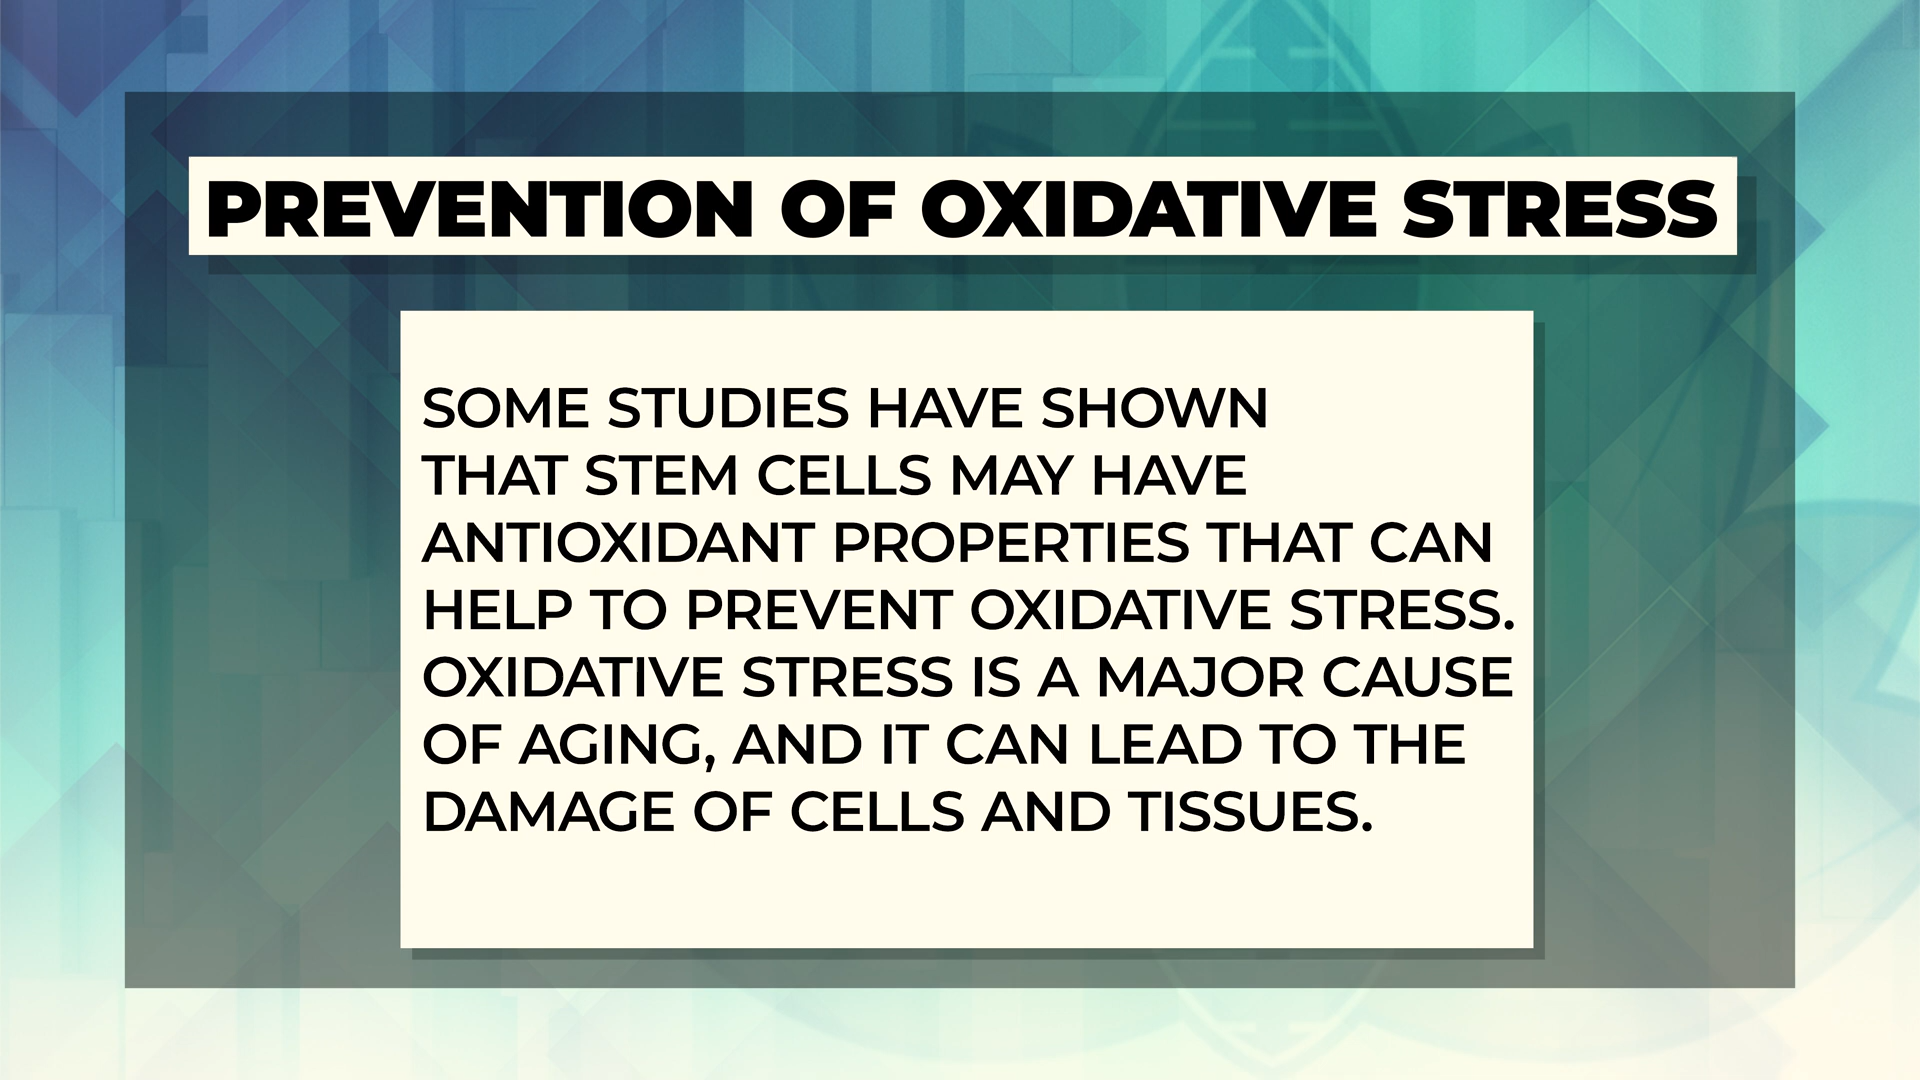 PREVENTION OF OXIDATIVE STRESS
SOME STUDIES HAVE SHOWN
THAT STEM CELLS MAY HAVE
ANTIOXIDANT PROPERTIES THAT CAN
HELP TO PREVENT OXIDATIVE STRESS.
OXIDATIVE STRESS IS A MAJOR CAUSE
OF AGING, AND IT CAN LEAD TO THE
DAMAGE OF CELLS AND TISSUES.